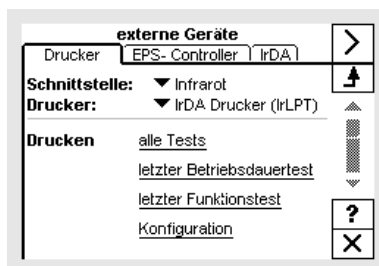 externe Geräte
Drucker EPS- Controller IrDA
Schnittstelle: Infrarot
Drucker: IrDA Drucker (IrLPT)
Drucken alle Tests
letzter Betriebsdauertest
letzter Funktionstest
Konfiguration
?